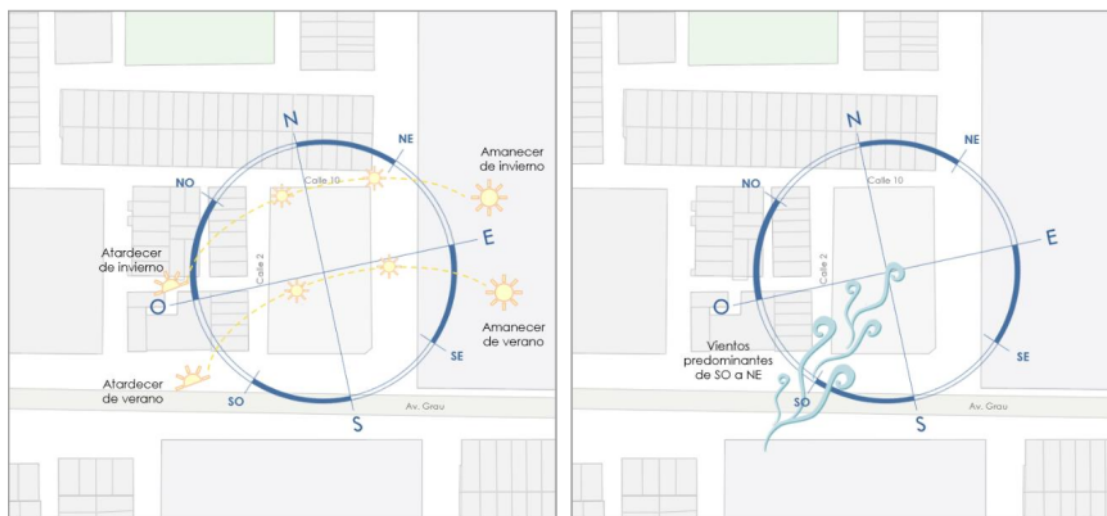 N
NE
Amanecer
de invierno
NO
Calle 10
E
Atardecer
de invierno
Calle 2
O
Amanecer
de verano
SE
Atardecer
de verano
SO
Av. Grau
S
N
NE
NO
Calle 10
E
Calle 2
O
Vientos
predominantes
de SO a NE
SE
SO
Av. Grau
S